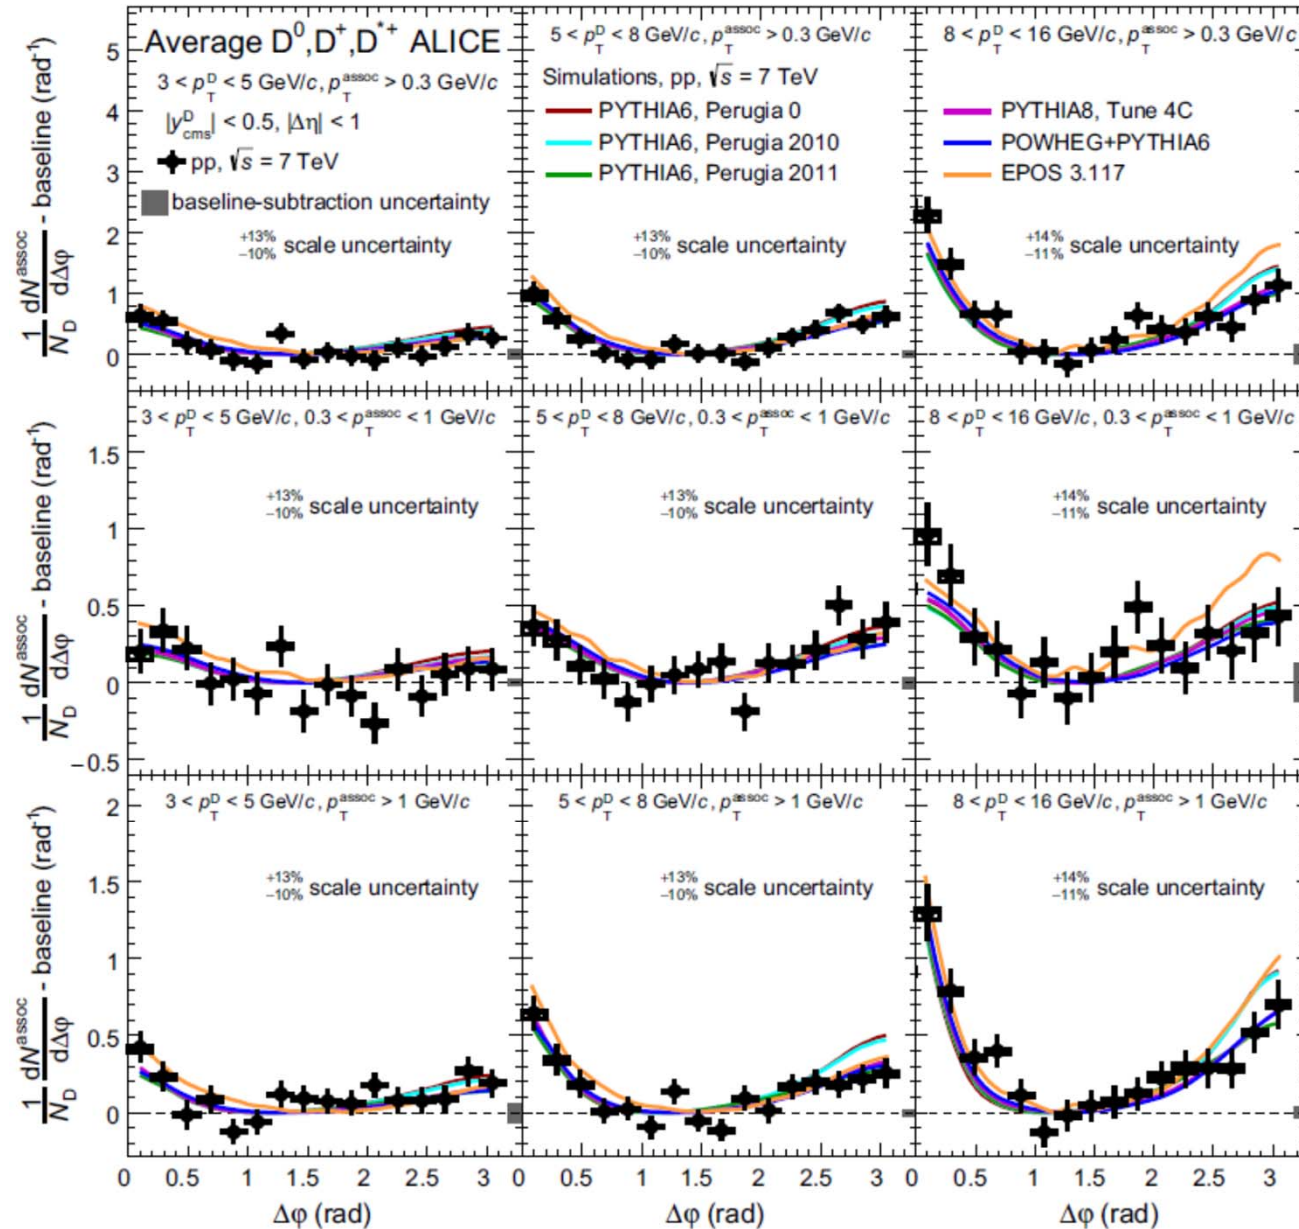 Average D⁰,D⁺,D*⁺ ALICE
3 < p_T^D < 5 GeV/c, p_T^assoc > 0.3 GeV/c
|y_cms^D| < 0.5, |Δη| < 1
pp, √s = 7 TeV
baseline-subtraction uncertainty
+13%
−10% scale uncertainty
5 < p_T^D < 8 GeV/c, p_T^assoc > 0.3 GeV/c
Simulations, pp, √s = 7 TeV
PYTHIA6, Perugia 0
PYTHIA6, Perugia 2010
PYTHIA6, Perugia 2011
+13%
−10% scale uncertainty
8 < p_T^D < 16 GeV/c, p_T^assoc > 0.3 GeV/c
PYTHIA8, Tune 4C
POWHEG+PYTHIA6
EPOS 3.117
+14%
−11% scale uncertainty
1/N_D dN^assoc/dΔφ - baseline (rad⁻¹)
5
4
3
2
1
0
3 < p_T^D < 5 GeV/c, 0.3 < p_T^assoc < 1 GeV/c
+13%
−10% scale uncertainty
5 < p_T^D < 8 GeV/c, 0.3 < p_T^assoc < 1 GeV/c
+13%
−10% scale uncertainty
8 < p_T^D < 16 GeV/c, 0.3 < p_T^assoc < 1 GeV/c
+14%
−11% scale uncertainty
1/N_D dN^assoc/dΔφ - baseline (rad⁻¹)
1.5
1
0.5
0
−0.5
3 < p_T^D < 5 GeV/c, p_T^assoc > 1 GeV/c
+13%
−10% scale uncertainty
5 < p_T^D < 8 GeV/c, p_T^assoc > 1 GeV/c
+13%
−10% scale uncertainty
8 < p_T^D < 16 GeV/c, p_T^assoc > 1 GeV/c
+14%
−11% scale uncertainty
1/N_D dN^assoc/dΔφ - baseline (rad⁻¹)
2
1.5
1
0.5
0
0 0.5 1 1.5 2 2.5 3 0 0.5 1 1.5 2 2.5 3 0 0.5 1 1.5 2 2.5 3
Δφ (rad) Δφ (rad) Δφ (rad)